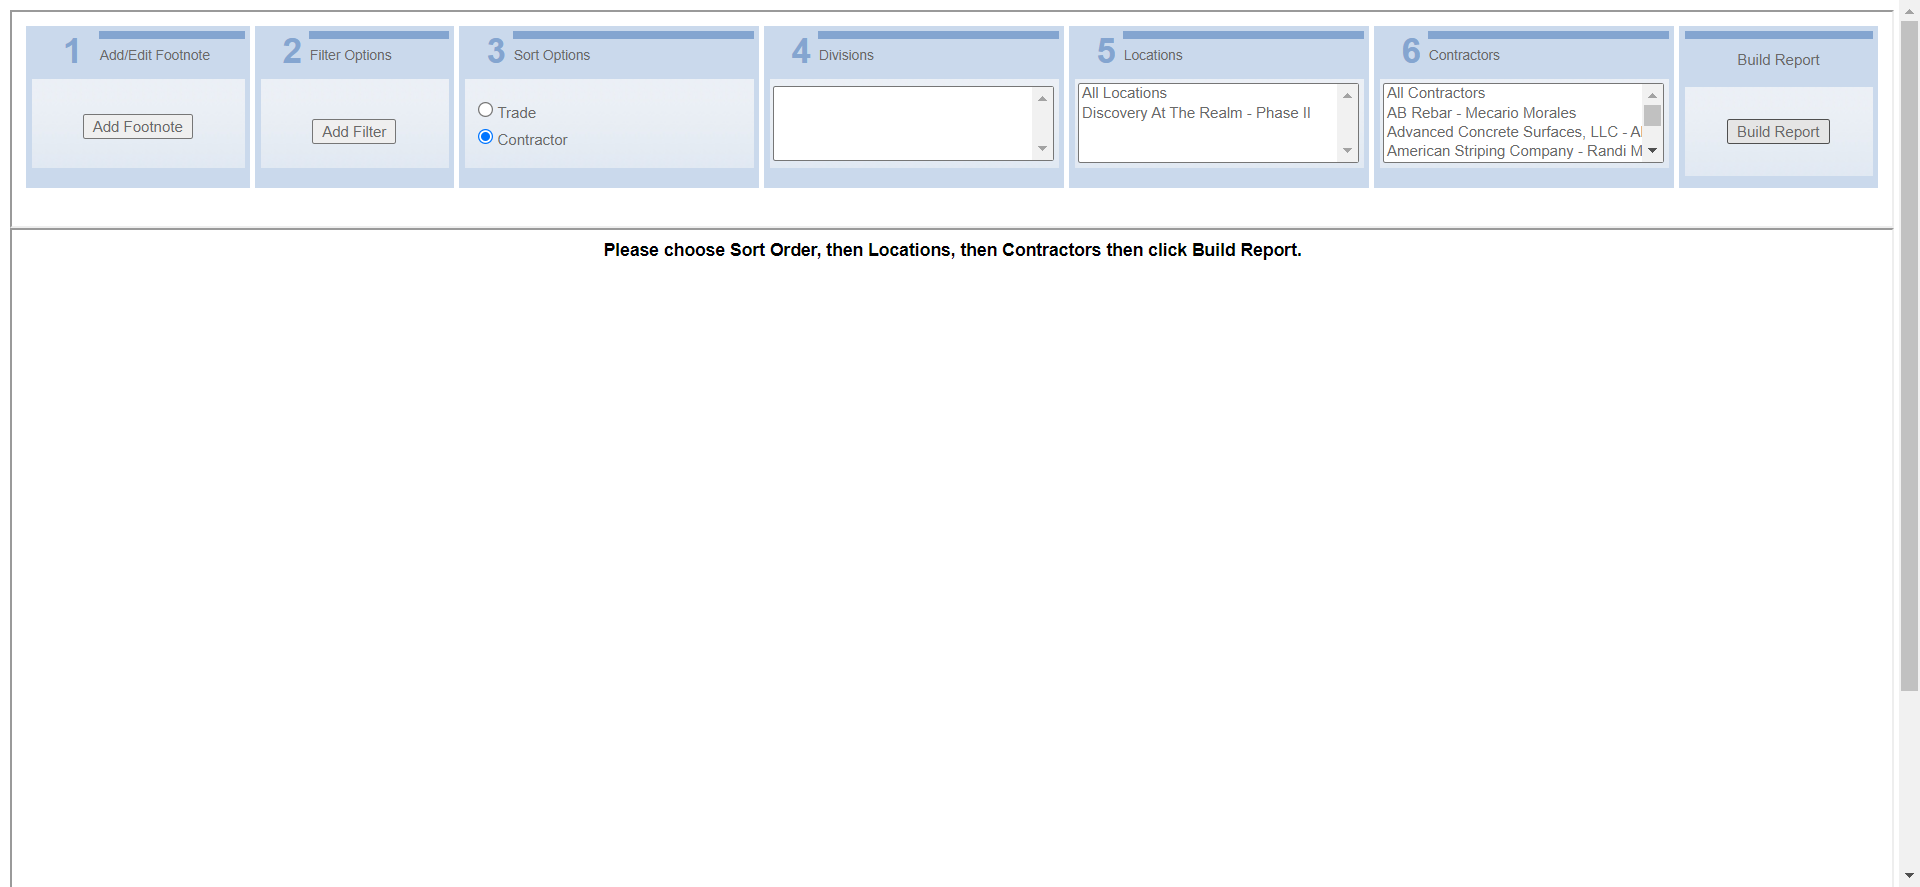 1 Add/Edit Footnote
Add Footnote
2 Filter Options
Add Filter
3 Sort Options
Trade
Contractor
4 Divisions
5 Locations
All Locations
Discovery At The Realm - Phase II
6 Contractors
All Contractors
AB Rebar - Mecario Morales
Advanced Concrete Surfaces, LLC - A
American Striping Company - Randi M
Build Report
Build Report
Please choose Sort Order, then Locations, then Contractors then click Build Report.